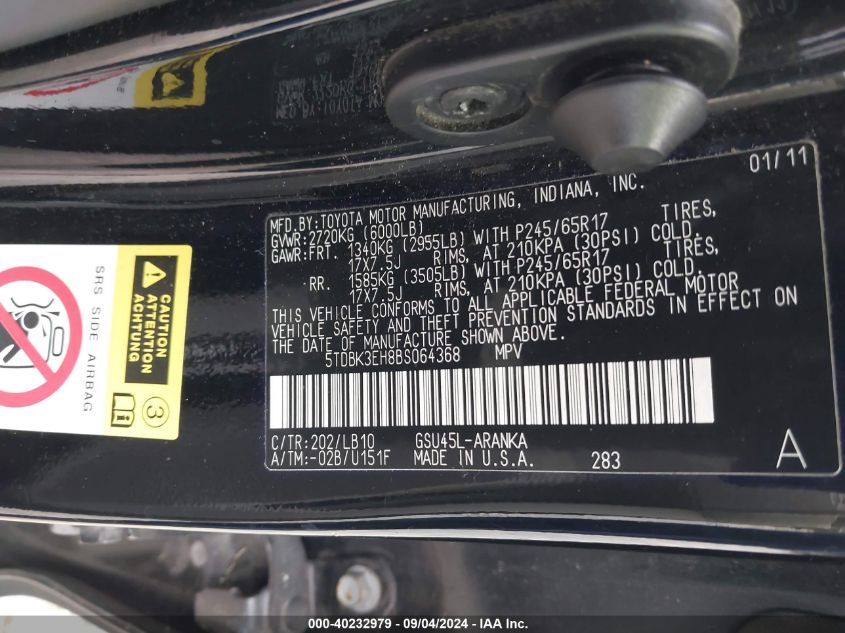 01/11
MFD.BY:TOYOTA MOTOR MANUFACTURING, INDIANA, INC.
GVWR:2720KG (6000LB)
GAWR:FRT. 1340KG (2955LB) WITH P245/65R17 TIRES,
17X7.5J RIMS, AT 210KPA (30PSI) COLD.
RR. 1585KG (3505LB) WITH P245/65R17 TIRES,
17X7.5J RIMS, AT 210KPA (30PSI) COLD.
THIS VEHICLE CONFORMS TO ALL APPLICABLE FEDERAL MOTOR
VEHICLE SAFETY AND THEFT PREVENTION STANDARDS IN EFFECT ON
THE DATE OF MANUFACTURE SHOWN ABOVE.
5TDBK3EH8BS064368 MPV
C/TR:202/LB10 GSU45L-ARANKA
A/TM:-02B/U151F MADE IN U.S.A. 283 A
SRS SIDE AIRBAG
CAUTION
ATTENTION
ACHTUNG
i
3
000-40232979 - 09/04/2024 - IAAI.com